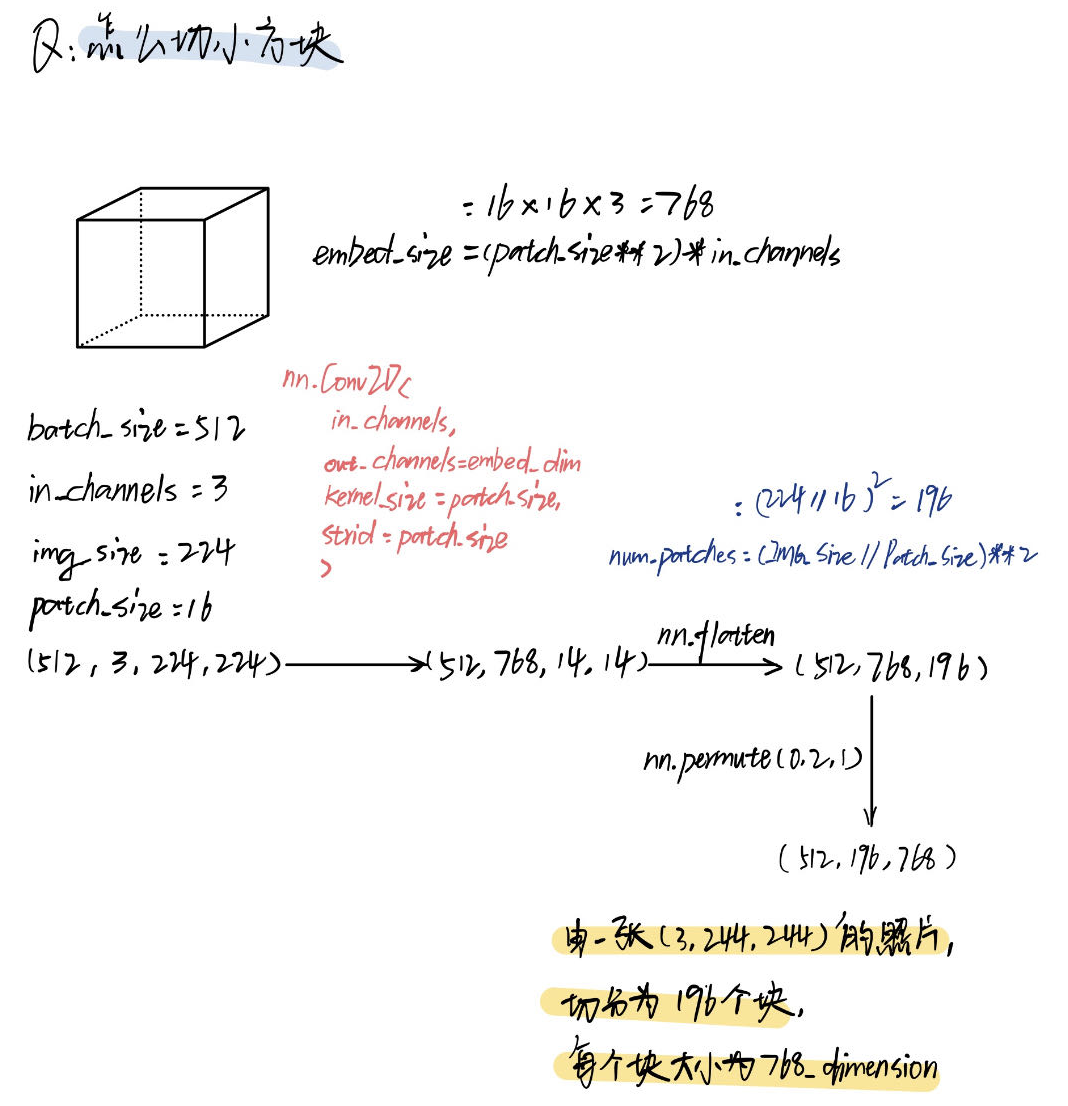 Q:怎么切小方块
=16×16×3=768
embed_size=(patch_size**2)*in_channels
nn.Conv2D(
in_channels,
out_channels=embed_dim
kernel_size=patch_size,
strid=patch_size
)
batch_size=512
in_channels=3
img_size=224
patch_size=16
=(224//16)²=196
num_patches=(Img_Size//Patch_Size)**2
(512,3,224,224)
(512,768,14,14)
nn.flatten
(512,768,196)
nn.permute(0,2,1)
(512,196,768)
由一张(3,244,244)的照片,
切分为196个块,
每个块大小为768_dimension